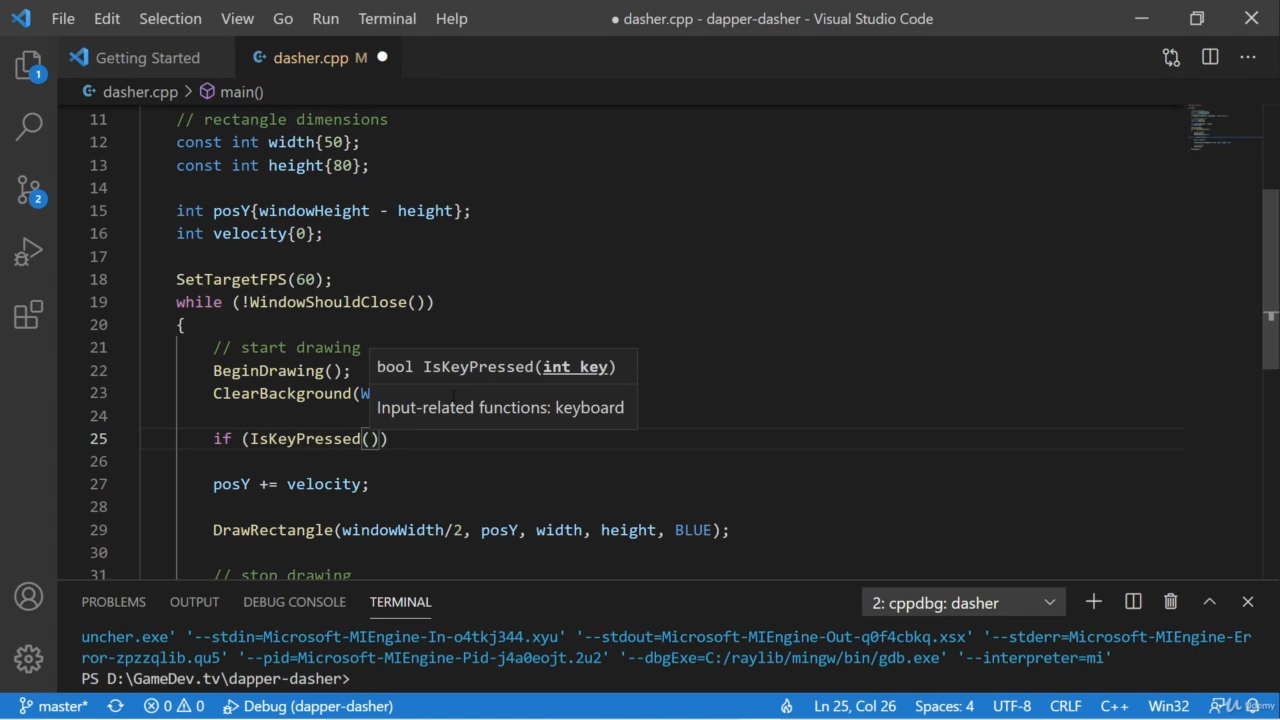 File Edit Selection View Go Run Terminal Help ● dasher.cpp - dapper-dasher - Visual Studio Code
Getting Started dasher.cpp M
dasher.cpp > main()
11 // rectangle dimensions
12 const int width{50};
13 const int height{80};
14
15 int posY{windowHeight - height};
16 int velocity{0};
17
18 SetTargetFPS(60);
19 while (!WindowShouldClose())
20 {
21 // start drawing
22 BeginDrawing();
bool IsKeyPressed(int key)
23 ClearBackground(W
Input-related functions: keyboard
24
25 if (IsKeyPressed())
26
27 posY += velocity;
28
29 DrawRectangle(windowWidth/2, posY, width, height, BLUE);
30
31 // stop drawing
1
2
PROBLEMS OUTPUT DEBUG CONSOLE TERMINAL 2: cppdbg: dasher
uncher.exe' '--stdin=Microsoft-MIEngine-In-o4tkj344.xyu' '--stdout=Microsoft-MIEngine-Out-q0f4cbkq.xsx' '--stderr=Microsoft-MIEngine-Er
ror-zpzzqlib.qu5' '--pid=Microsoft-MIEngine-Pid-j4a0eojt.2u2' '--dbgExe=C:/raylib/mingw/bin/gdb.exe' '--interpreter=mi'
PS D:\GameDev.tv\dapper-dasher>
master* 0 0 Debug (dapper-dasher) Ln 25, Col 26 Spaces: 4 UTF-8 CRLF C++ Win32 Udemy